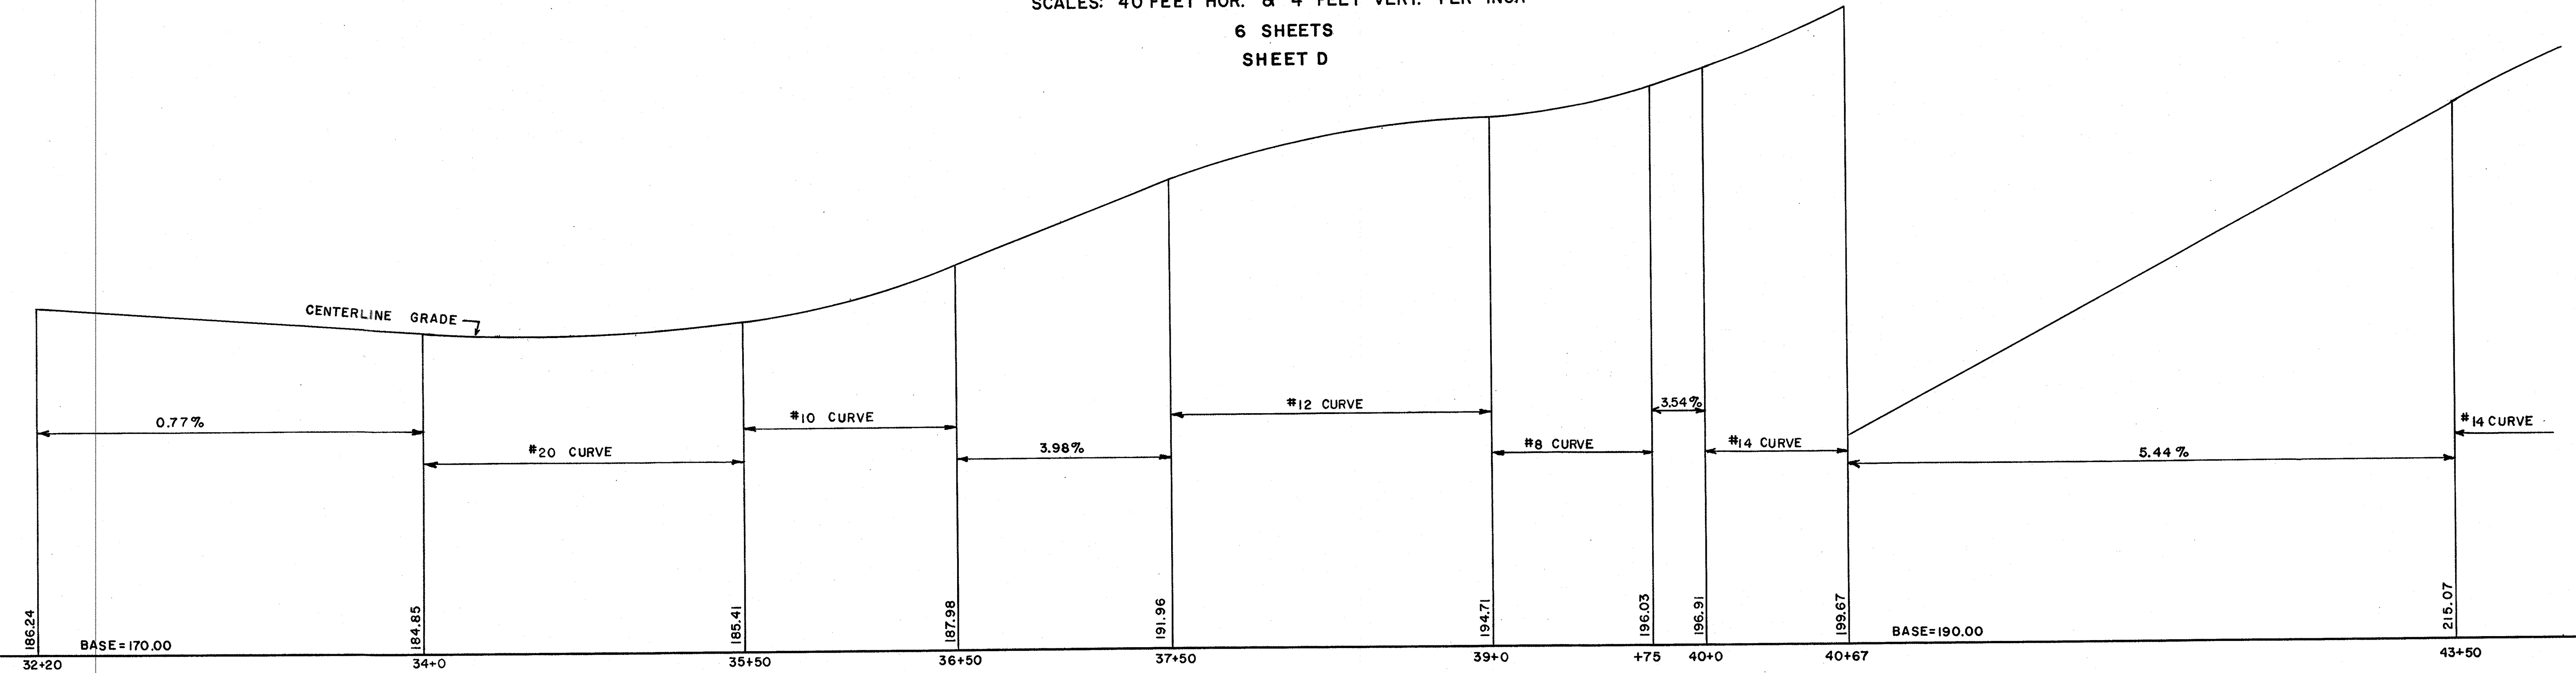 SCALES: 40 FEET HOR. & 4 FEET VERT. PER INCH
6 SHEETS
SHEET D
CENTERLINE GRADE
0.77%
#20 CURVE
#10 CURVE
3.98%
#12 CURVE
#8 CURVE
3.54%
#14 CURVE
5.44%
#14 CURVE
186.24
184.85
185.41
187.98
191.96
194.71
196.03
196.91
199.67
215.07
BASE=170.00
BASE=190.00
32+20
34+0
35+50
36+50
37+50
39+0
+75
40+0
40+67
43+50